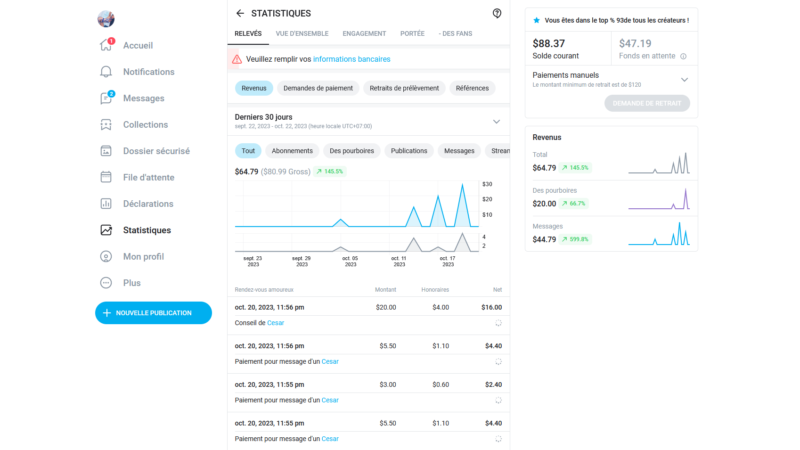 1
Accueil
Notifications
2
Messages
Collections
Dossier sécurisé
File d'attente
Déclarations
Statistiques
Mon profil
Plus
+ NOUVELLE PUBLICATION
← STATISTIQUES
RELEVÉS VUE D'ENSEMBLE ENGAGEMENT PORTÉE - DES FANS
Veuillez remplir vos informations bancaires
Revenus Demandes de paiement Retraits de prélèvement Références
Derniers 30 jours
sept. 22, 2023 - oct. 22, 2023 (heure locale UTC+07:00)
Tout Abonnements Des pourboires Publications Messages Strean
$64.79 ($80.99 Gross) 145.5%
$30
$20
$10
4
2
sept. 23 sept. 29 oct. 05 oct. 11 oct. 17
2023 2023 2023 2023 2023
Rendez-vous amoureux Montant Honoraires Net
oct. 20, 2023, 11:56 pm $20.00 $4.00 $16.00
Conseil de Cesar
oct. 20, 2023, 11:56 pm $5.50 $1.10 $4.40
Paiement pour message d'un Cesar
oct. 20, 2023, 11:55 pm $3.00 $0.60 $2.40
Paiement pour message d'un Cesar
oct. 20, 2023, 11:55 pm $5.50 $1.10 $4.40
Paiement pour message d'un Cesar
Vous êtes dans le top % 93de tous les créateurs !
$88.37 $47.19
Solde courant Fonds en attente
Paiements manuels
Le montant minimum de retrait est de $120
DEMANDE DE RETRAIT
Revenus
Total
$64.79 145.5%
Des pourboires
$20.00 66.7%
Messages
$44.79 899.8%